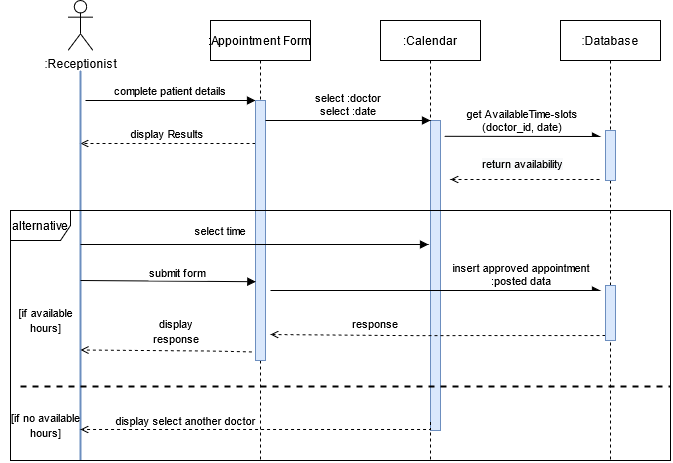 :Appointment Form
:Calendar
:Database
:Receptionist
complete patient details
select :doctor
select :date
get AvailableTime-slots
(doctor_id, date)
display Results
return availability
alternative
select time
submit form
insert approved appointment
:posted data
[if available
hours]
display
response
response
[if no available
hours]
display select another doctor